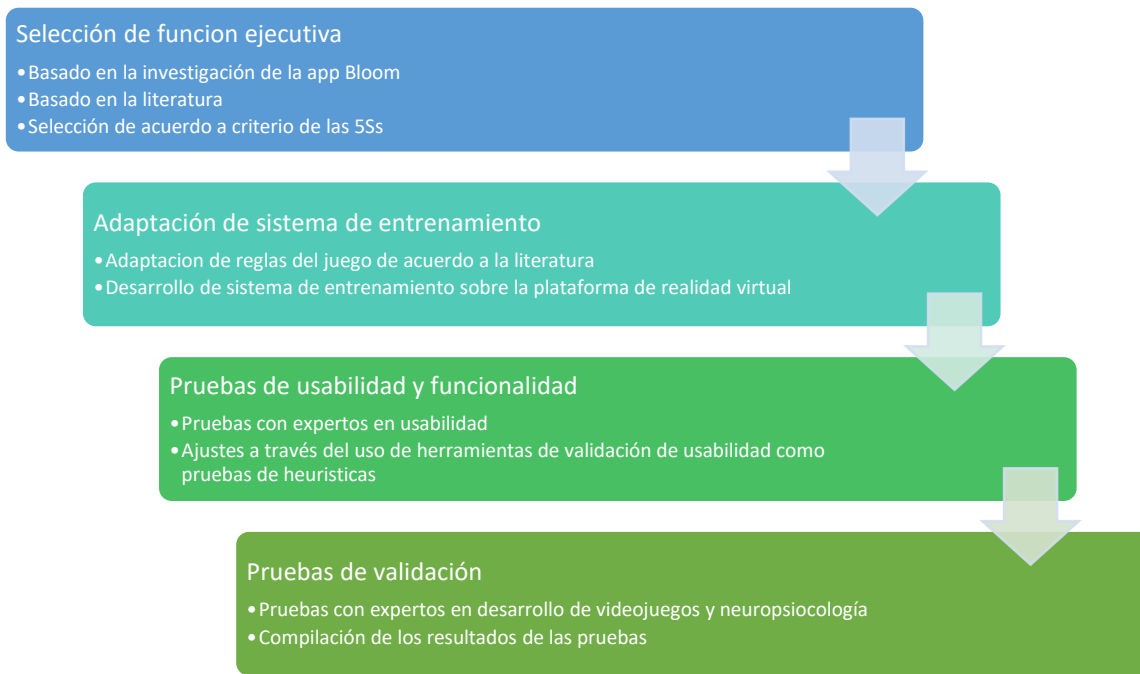 Selección de funcion ejecutiva
•Basado en la investigación de la app Bloom
•Basado en la literatura
•Selección de acuerdo a criterio de las 5Ss
Adaptación de sistema de entrenamiento
•Adaptacion de reglas del juego de acuerdo a la literatura
•Desarrollo de sistema de entrenamiento sobre la plataforma de realidad virtual
Pruebas de usabilidad y funcionalidad
•Pruebas con expertos en usabilidad
•Ajustes a través del uso de herramientas de validación de usabilidad como
pruebas de heuristicas
Pruebas de validación
•Pruebas con expertos en desarrollo de videojuegos y neuropsiocología
•Compilación de los resultados de las pruebas